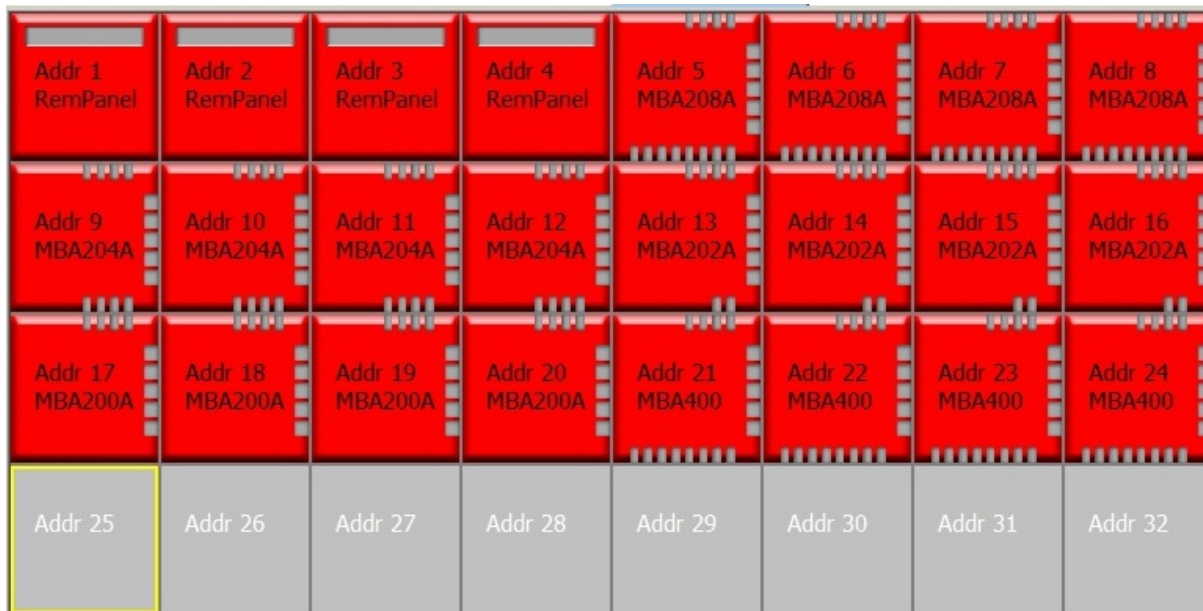 Addr 1
RemPanel
Addr 2
RemPanel
Addr 3
RemPanel
Addr 4
RemPanel
Addr 5
MBA208A
Addr 6
MBA208A
Addr 7
MBA208A
Addr 8
MBA208A
Addr 9
MBA204A
Addr 10
MBA204A
Addr 11
MBA204A
Addr 12
MBA204A
Addr 13
MBA202A
Addr 14
MBA202A
Addr 15
MBA202A
Addr 16
MBA202A
Addr 17
MBA200A
Addr 18
MBA200A
Addr 19
MBA200A
Addr 20
MBA200A
Addr 21
MBA400
Addr 22
MBA400
Addr 23
MBA400
Addr 24
MBA400
Addr 25
Addr 26
Addr 27
Addr 28
Addr 29
Addr 30
Addr 31
Addr 32